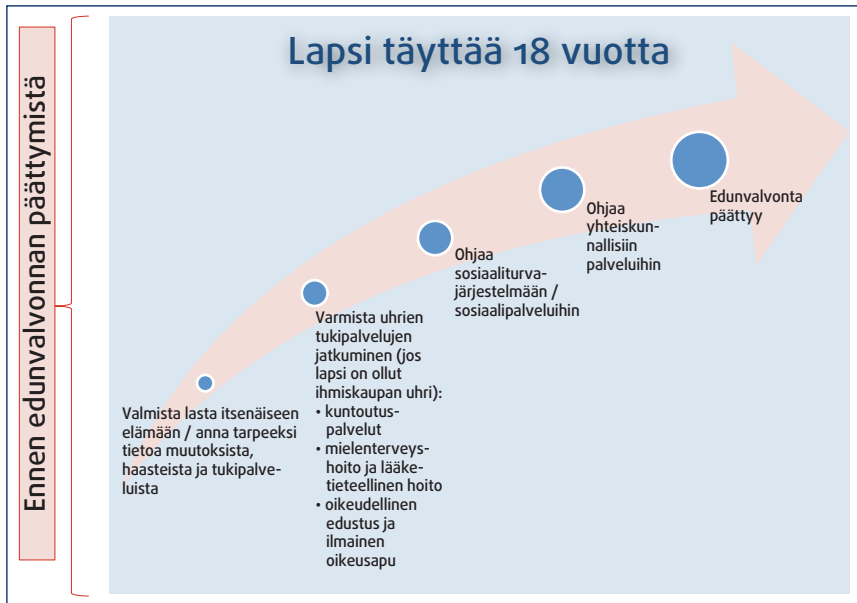 Ennen edunvalvonnan päättymistä
Lapsi täyttää 18 vuotta
Valmista lasta itsenäiseen
elämään / anna tarpeeksi
tietoa muutoksista,
haasteista ja tukipalve-
luista
Varmista uhrien
tukipalvelujen
jatkuminen (jos
lapsi on ollut
ihmiskaupan uhri):
• kuntoutus-
palvelut
• mielenterveys-
hoito ja lääke-
tieteellinen hoito
• oikeudellinen
edustus ja
ilmainen
oikeusapu
Ohjaa
sosiaaliturva-
järjestelmään /
sosiaalipalveluihin
Ohjaa
yhteiskun-
nallisiin
palveluihin
Edunvalvonta
päättyy